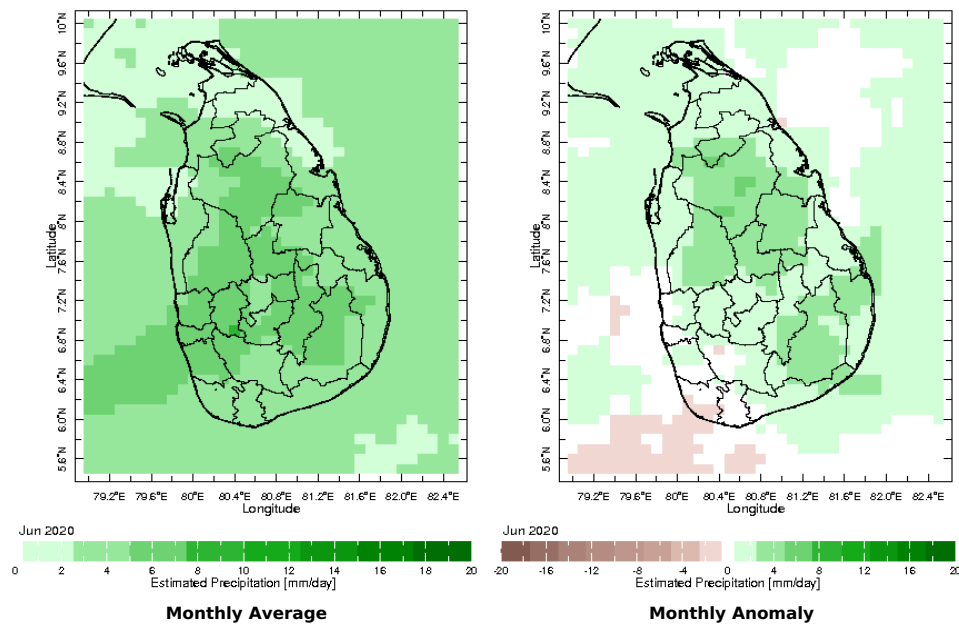 10°N
9.6°N
9.2°N
8.8°N
8.4°N
8°N
7.6°N
7.2°N
6.8°N
6.4°N
6.0°N
5.6°N
Latitude
79.2°E 79.6°E 80°E 80.4°E 80.8°E 81.2°E 81.6°E 82.0°E 82.4°E
Longitude
Jun 2020
0 2 4 6 8 10 12 14 16 18 20
Estimated Precipitation [mm/day]
Monthly Average
10°N
9.6°N
9.2°N
8.8°N
8.4°N
8°N
7.6°N
7.2°N
6.8°N
6.4°N
6.0°N
5.6°N
Latitude
79.2°E 79.6°E 80°E 80.4°E 80.8°E 81.2°E 81.6°E 82.0°E 82.4°E
Longitude
Jun 2020
-20 -16 -12 -8 -4 0 4 8 12 16 20
Estimated Precipitation [mm/day]
Monthly Anomaly